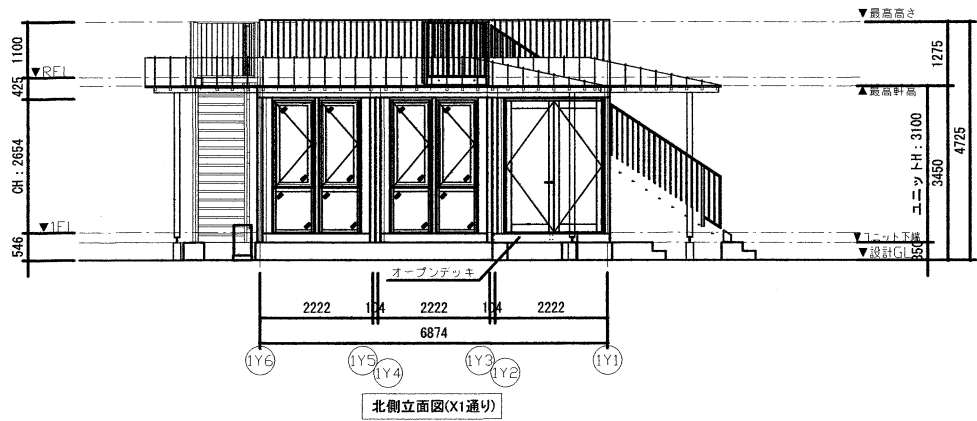 1100
▼RFL
425
CH：2654
▼1FL
546
▼最高高さ
1275
▼最高軒高
ユニットH：3100
3450
4725
▼ユニット下端
▼設計GL
350
オープンデッキ
2222
104
2222
104
2222
6874
1Y6
1Y5
1Y4
1Y3
1Y2
1Y1
北側立面図(X1通り)